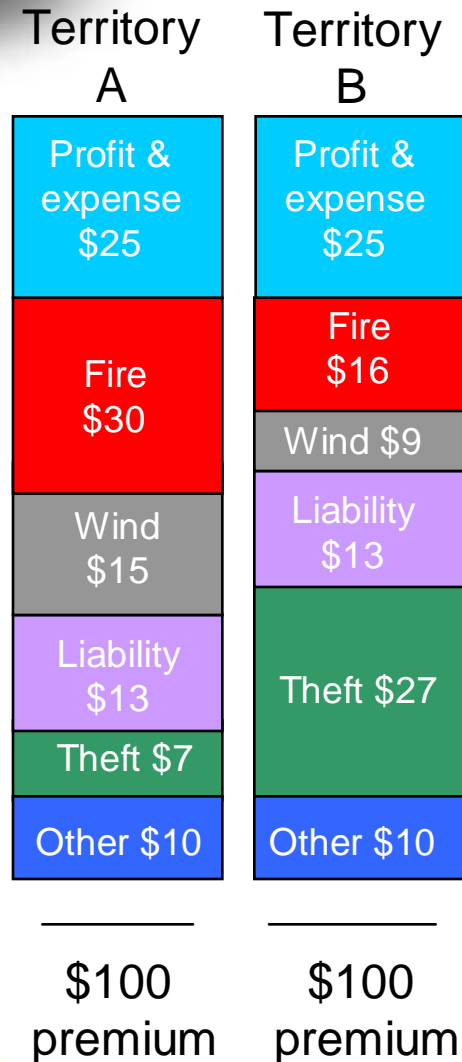 Territory
A
Profit &
expense
$25
Fire
$30
Wind
$15
Liability
$13
Theft $7
Other $10
$100
premium
Territory
B
Profit &
expense
$25
Fire
$16
Wind $9
Liability
$13
Theft $27
Other $10
$100
premium